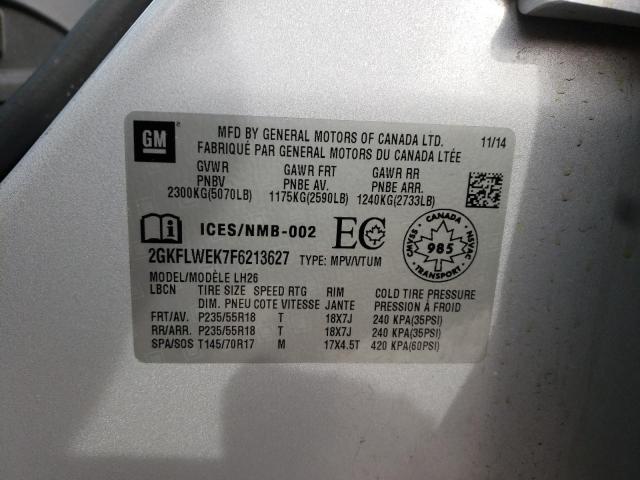 GM
MFD BY GENERAL MOTORS OF CANADA LTD. 11/14
FABRIQUÉ PAR GENERAL MOTORS DU CANADA LTÉE
GVWR GAWR FRT GAWR RR
PNBV PNBE AV. PNBE ARR.
2300KG(5070LB) 1175KG(2590LB) 1240KG(2733LB)
ICES/NMB-002 EC
CANADA
CMVSS 985 NSVAC
TRANSPORT
2GKFLWEK7F6213627 TYPE: MPV/VTUM
MODEL/MODÈLE LH26
LBCN TIRE SIZE SPEED RTG RIM COLD TIRE PRESSURE
DIM. PNEU COTE VITESSE JANTE PRESSION À FROID
FRT/AV. P235/55R18 T 18X7J 240 KPA(35PSI)
RR/ARR. P235/55R18 T 18X7J 240 KPA(35PSI)
SPA/SOS T145/70R17 M 17X4.5T 420 KPA(60PSI)